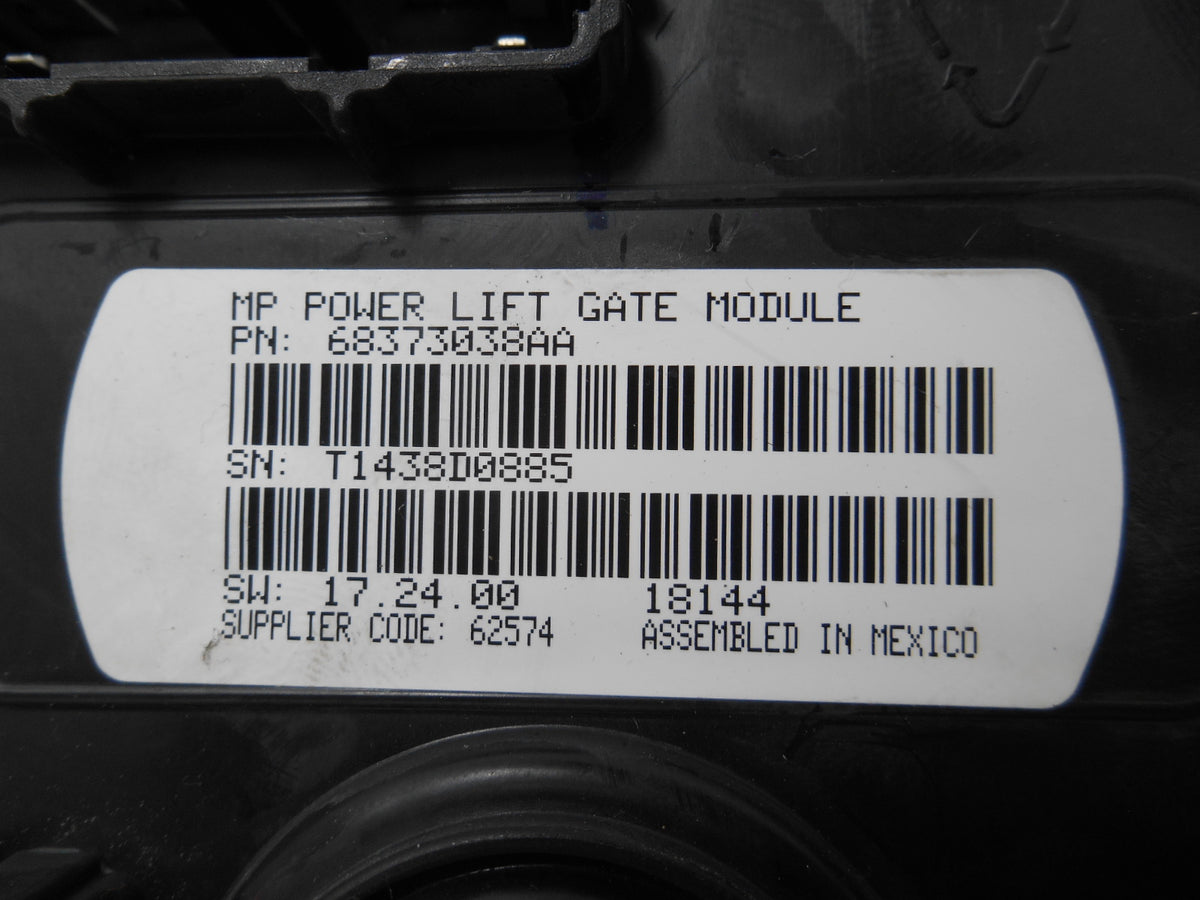 MP POWER LIFT GATE MODULE
PN: 68373038AA
SN: T1438D0885
SW: 17.24.00 18144
SUPPLIER CODE: 62574 ASSEMBLED IN MEXICO